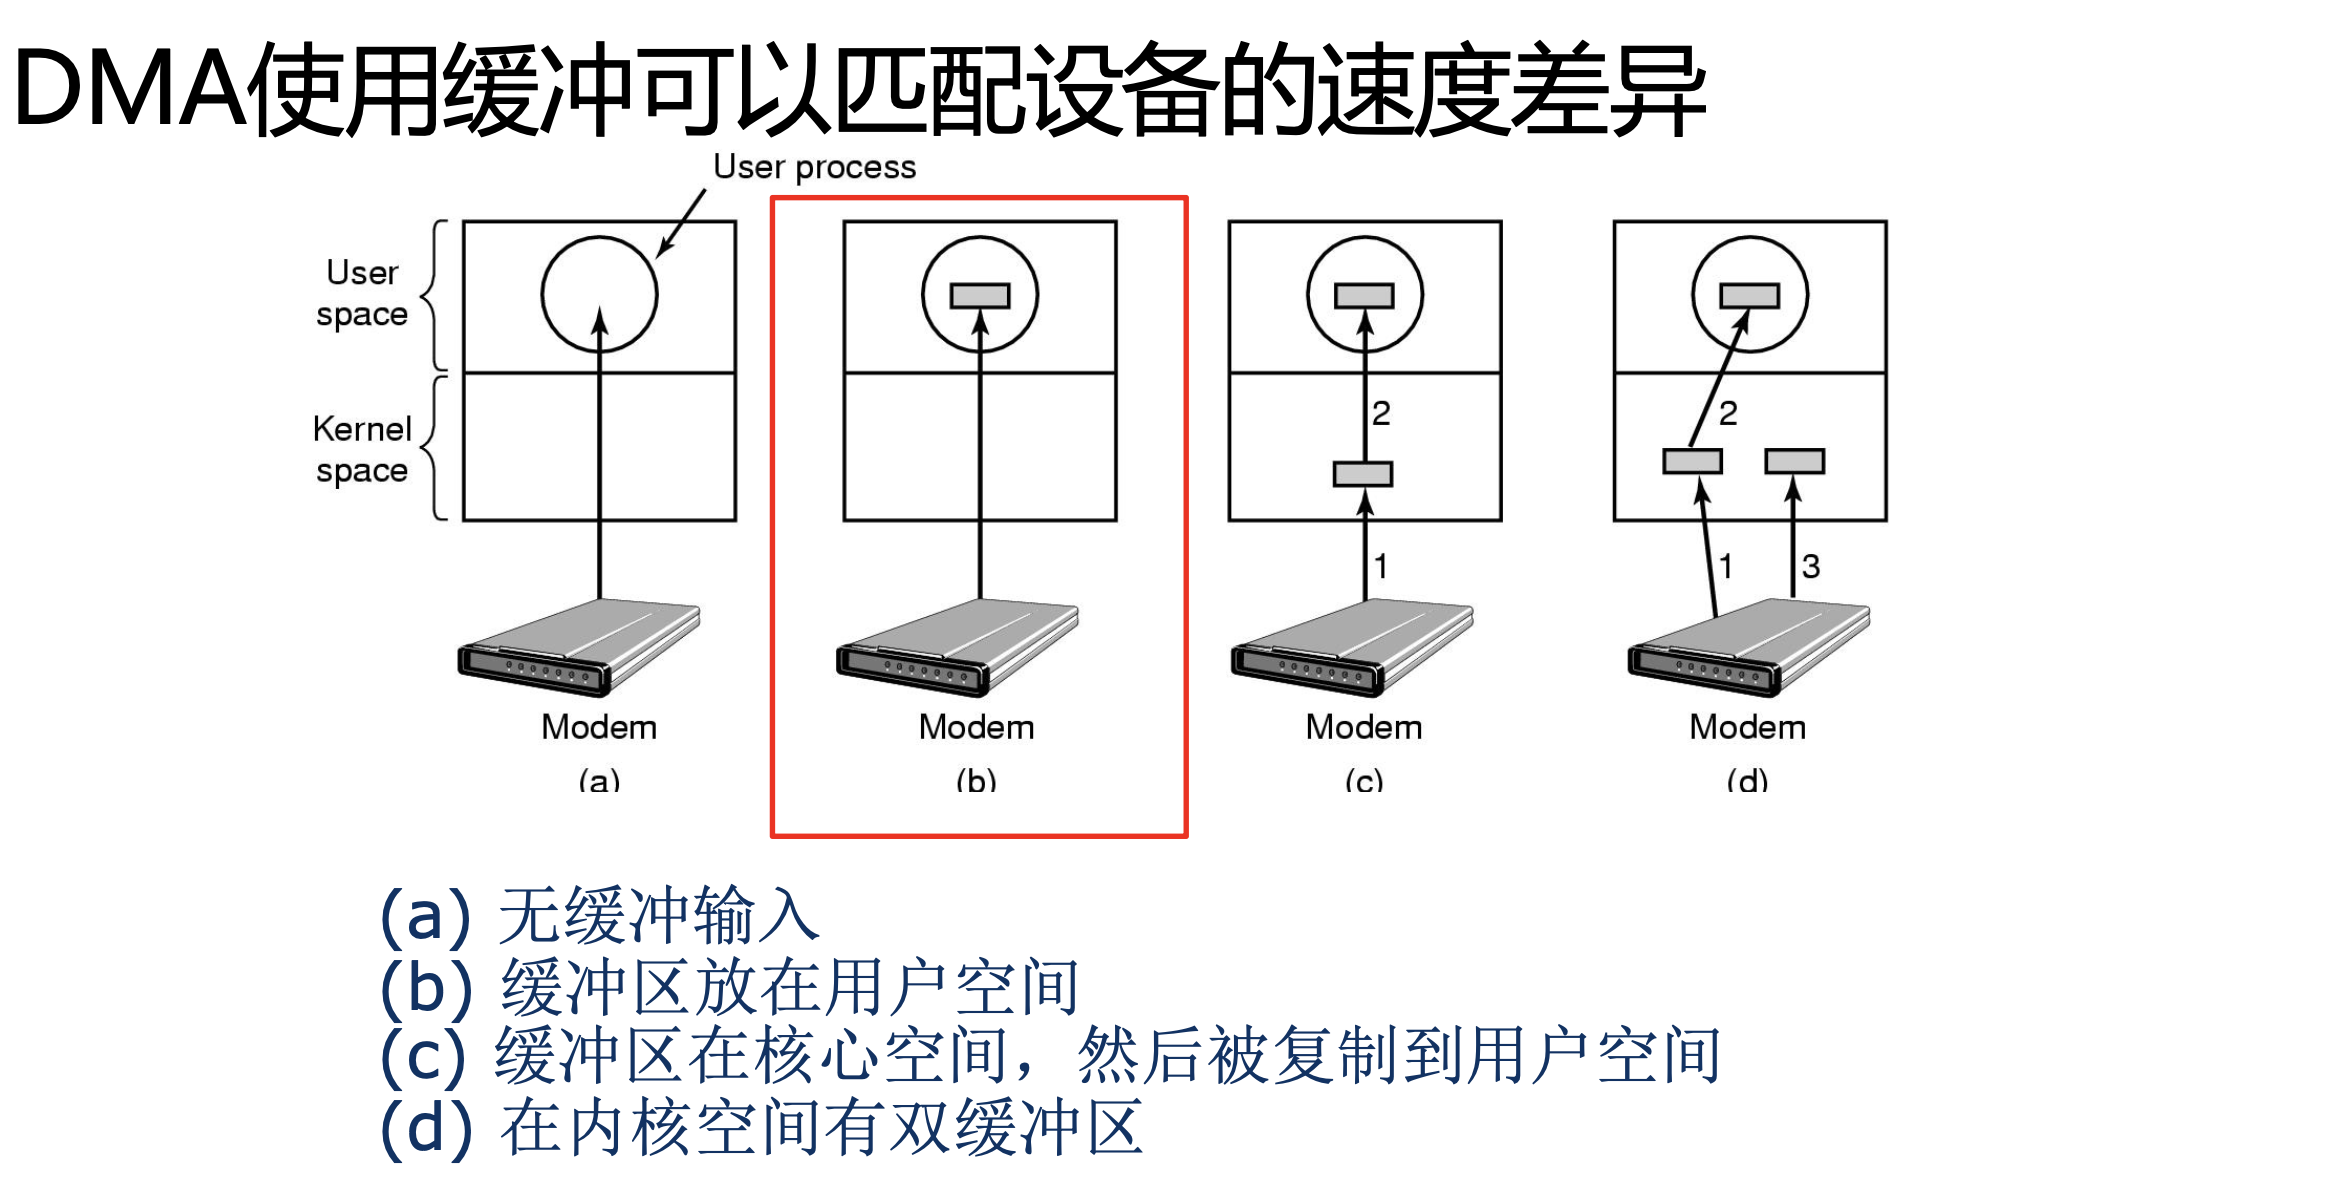 DMA使用缓冲可以匹配设备的速度差异
User process
User
space
Kernel
space
2
2
1
1
3
Modem
Modem
Modem
Modem
(a)
(b)
(c)
(d)
(a) 无缓冲输入
(b) 缓冲区放在用户空间
(c) 缓冲区在核心空间，然后被复制到用户空间
(d) 在内核空间有双缓冲区